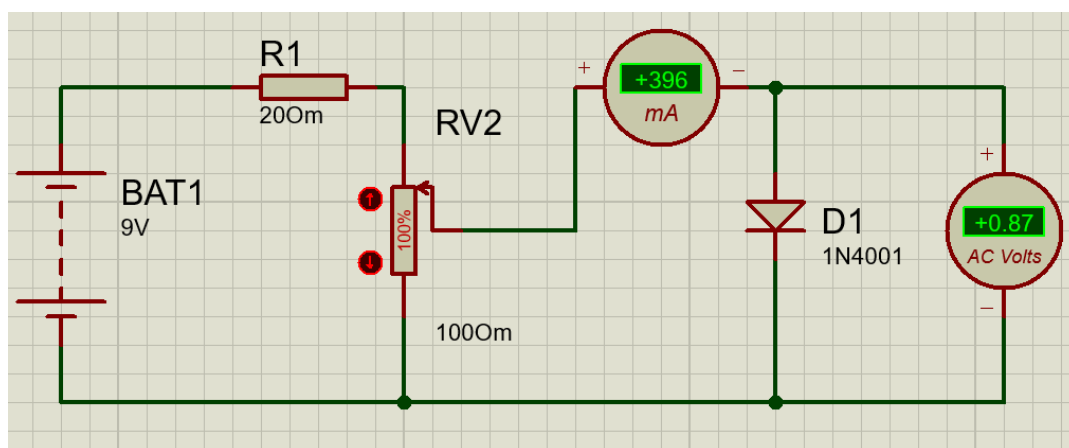 R1
20Om
RV2
+
+396
−
mA
BAT1
9V
100%
+
+0.87
AC Volts
−
D1
1N4001
100Om